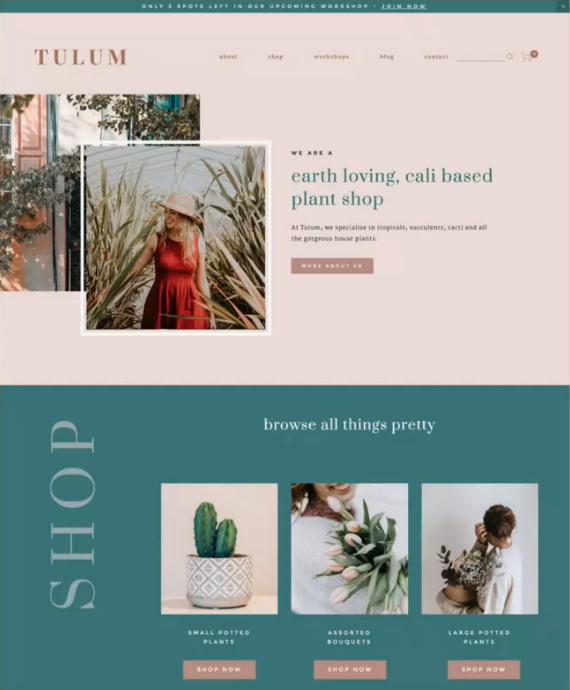 ONLY 5 SPOTS LEFT IN OUR UPCOMING WORKSHOP - JOIN NOW
TULUM
about shop workshops blog contact
WE ARE A
earth loving, cali based
plant shop
At Tulum, we specialize in tropicals, succulents, cacti and all
the gorgeous house plants.
MORE ABOUT US
SHOP
browse all things pretty
SMALL POTTED
PLANTS
ASSORTED
BOUQUETS
LARGE POTTED
PLANTS
SHOP NOW
SHOP NOW
SHOP NOW